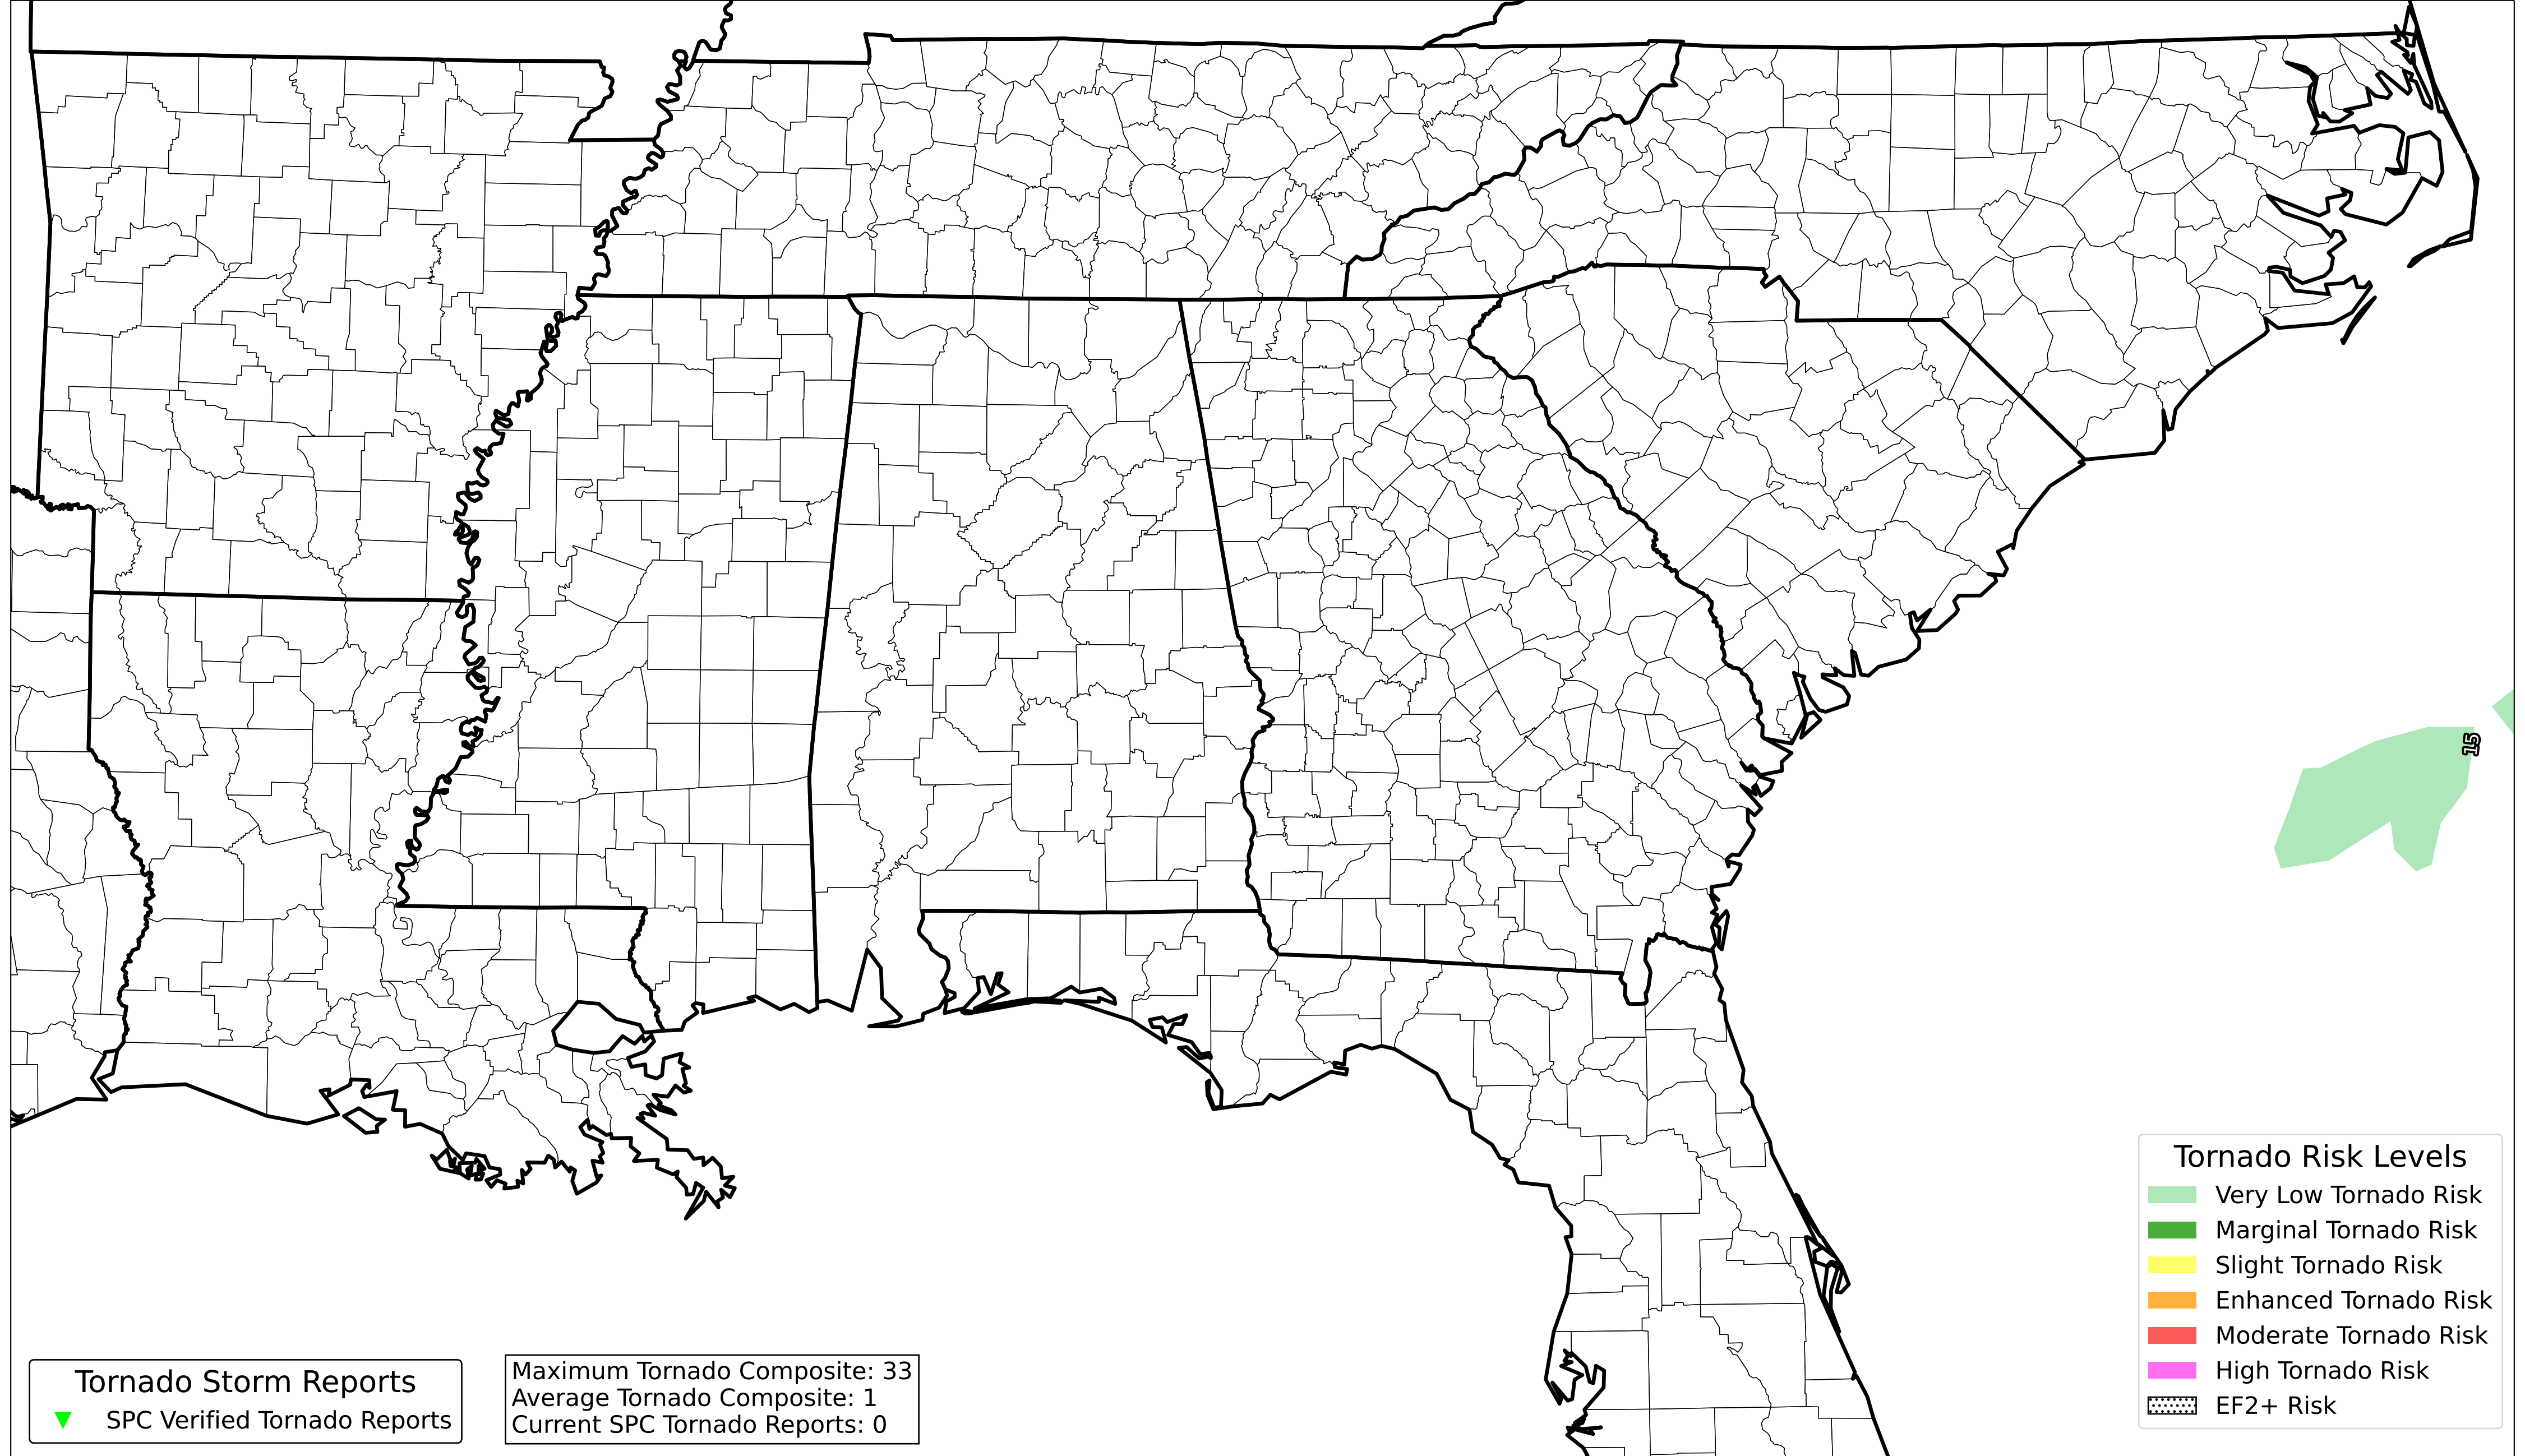 15
Tornado Risk Levels
Very Low Tornado Risk
Marginal Tornado Risk
Slight Tornado Risk
Enhanced Tornado Risk
Moderate Tornado Risk
High Tornado Risk
EF2+ Risk
Tornado Storm Reports
SPC Verified Tornado Reports
Maximum Tornado Composite: 33
Average Tornado Composite: 1
Current SPC Tornado Reports: 0